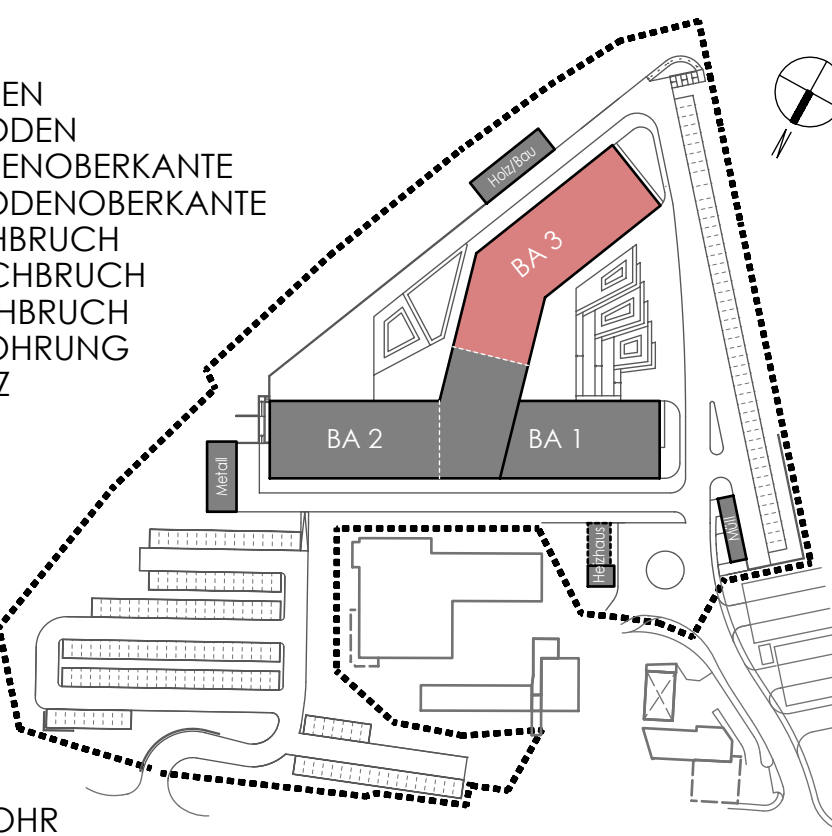 EN
ODEN
ENOBERKANTE
ODENOBERKANTE
HBRUCH
CHBRUCH
HBRUCH
OHRUNG
Z
N
Holz/Bau
BA 3
BA 2
BA 1
Metall
Müll
Heizhaus
OHR